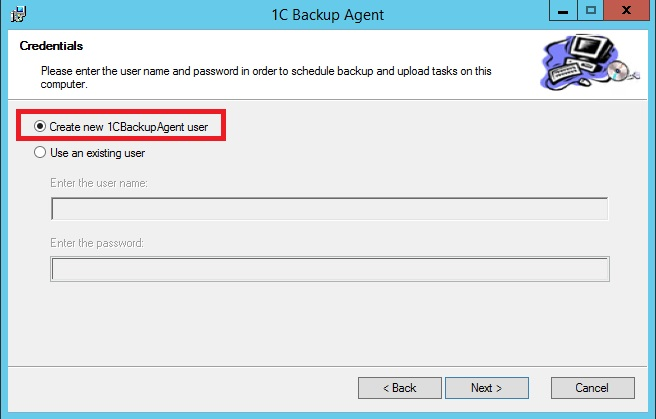 1C Backup Agent
Credentials
Please enter the user name and password in order to schedule backup and upload tasks on this
computer.
Create new 1CBackupAgent user
Use an existing user
Enter the user name:
Enter the password:
< Back
Next >
Cancel